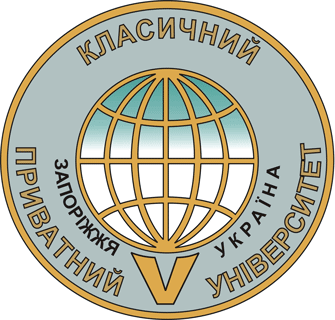 КЛАСИЧНИЙ
ПРИВАТНИЙ
УНІВЕРСИТЕТ
ЗАПОРІЖЖЯ
УКРАЇНА
V